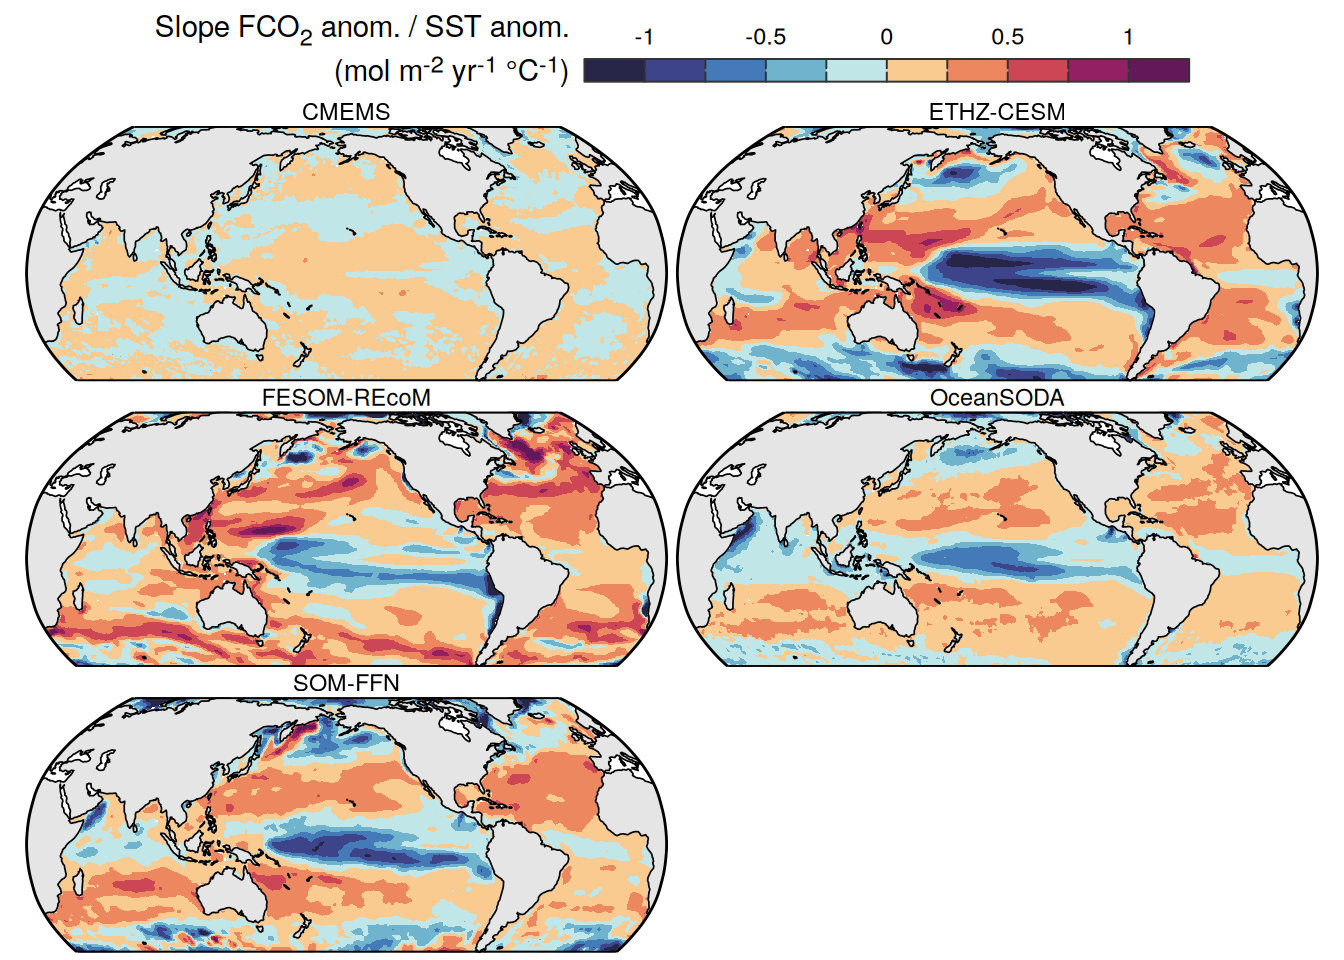 Slope FCO₂ anom. / SST anom.
(mol m⁻² yr⁻¹ °C⁻¹)
-1 -0.5 0 0.5 1
CMEMS
ETHZ-CESM
FESOM-REcoM
OceanSODA
SOM-FFN